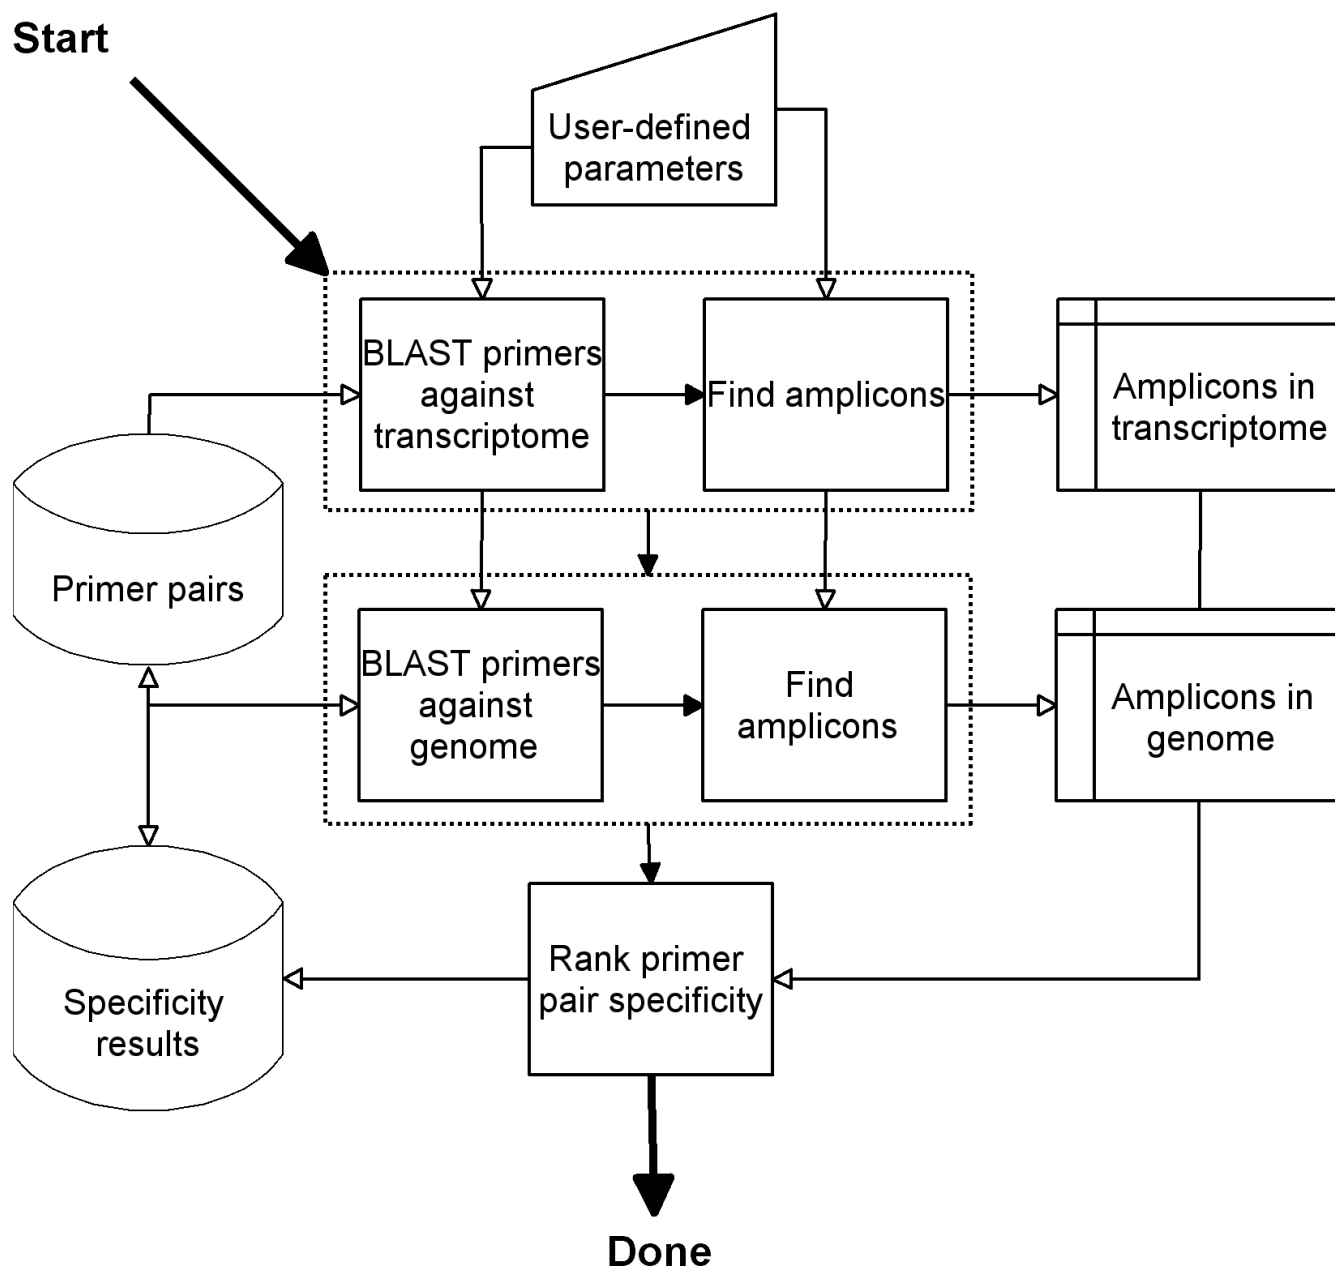 Start
User-defined
parameters
BLAST primers
against
transcriptome
Find amplicons
Amplicons in
transcriptome
Primer pairs
BLAST primers
against
genome
Find
amplicons
Amplicons in
genome
Rank primer
pair specificity
Specificity
results
Done